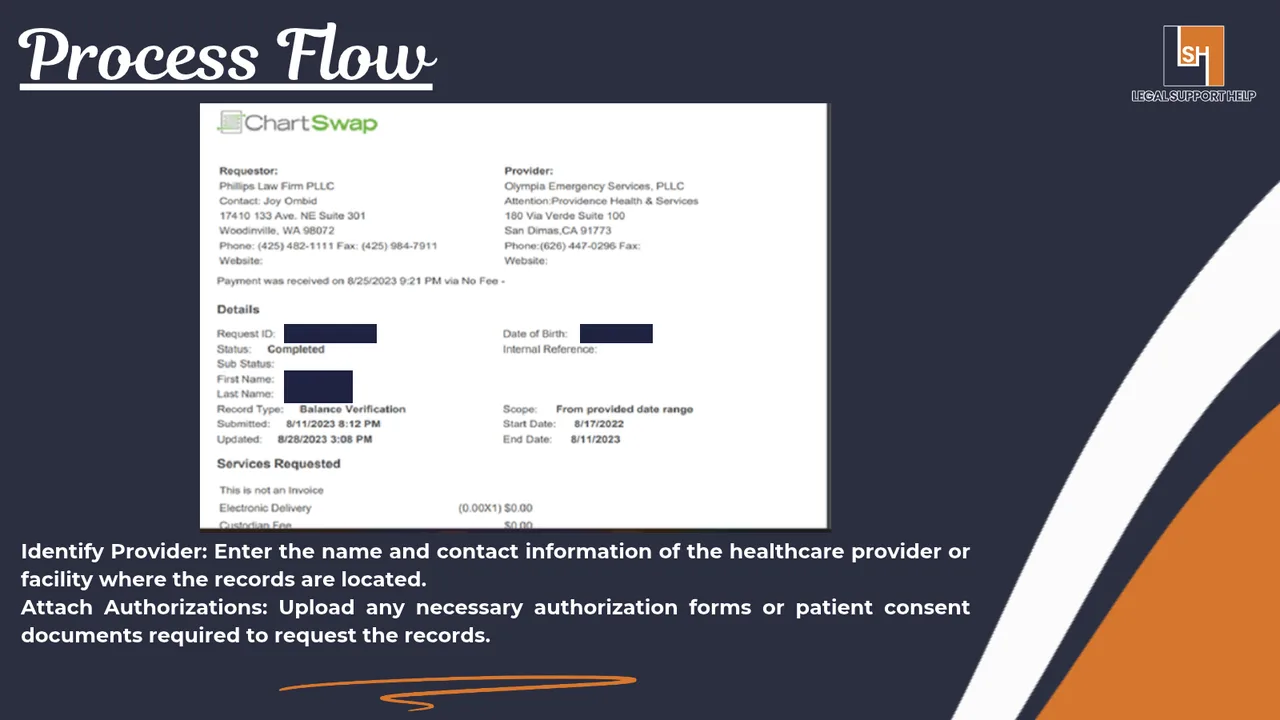 Process Flow
SH
LEGAL SUPPORT HELP
ChartSwap
Requestor:
Phillips Law Firm PLLC
Contact: Joy Ombid
17410 133 Ave. NE Suite 301
Woodinville, WA 98072
Phone: (425) 482-1111 Fax: (425) 984-7911
Website:
Provider:
Olympia Emergency Services, PLLC
Attention:Providence Health & Services
180 Via Verde Suite 100
San Dimas,CA 91773
Phone:(626) 447-0296 Fax:
Website:
Payment was received on 8/25/2023 9:21 PM via No Fee -
Details
Request ID:
Date of Birth:
Status: Completed
Internal Reference:
Sub Status:
First Name:
Last Name:
Record Type: Balance Verification
Scope: From provided date range
Submitted: 8/11/2023 8:12 PM
Start Date: 8/17/2022
Updated: 8/28/2023 3:08 PM
End Date: 8/11/2023
Services Requested
This is not an Invoice
Electronic Delivery (0.00X1) $0.00
Custodian Fee $0.00
Identify Provider: Enter the name and contact information of the healthcare provider or
facility where the records are located.
Attach Authorizations: Upload any necessary authorization forms or patient consent
documents required to request the records.